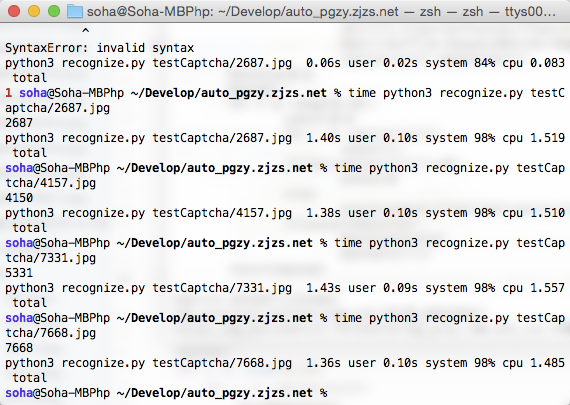 soha@Soha-MBPhp: ~/Develop/auto_pgzy.zjzs.net — zsh — zsh — ttys00…
^
SyntaxError: invalid syntax
python3 recognize.py testCaptcha/2687.jpg  0.06s user 0.02s system 84% cpu 0.083
 total
1 soha@Soha-MBPhp ~/Develop/auto_pgzy.zjzs.net % time python3 recognize.py testC
aptcha/2687.jpg
2687
python3 recognize.py testCaptcha/2687.jpg  1.40s user 0.10s system 98% cpu 1.519
 total
soha@Soha-MBPhp ~/Develop/auto_pgzy.zjzs.net % time python3 recognize.py testCap
tcha/4157.jpg
4150
python3 recognize.py testCaptcha/4157.jpg  1.38s user 0.10s system 98% cpu 1.510
 total
soha@Soha-MBPhp ~/Develop/auto_pgzy.zjzs.net % time python3 recognize.py testCap
tcha/7331.jpg
5331
python3 recognize.py testCaptcha/7331.jpg  1.43s user 0.09s system 98% cpu 1.557
 total
soha@Soha-MBPhp ~/Develop/auto_pgzy.zjzs.net % time python3 recognize.py testCap
tcha/7668.jpg
7668
python3 recognize.py testCaptcha/7668.jpg  1.36s user 0.10s system 98% cpu 1.485
 total
soha@Soha-MBPhp ~/Develop/auto_pgzy.zjzs.net %